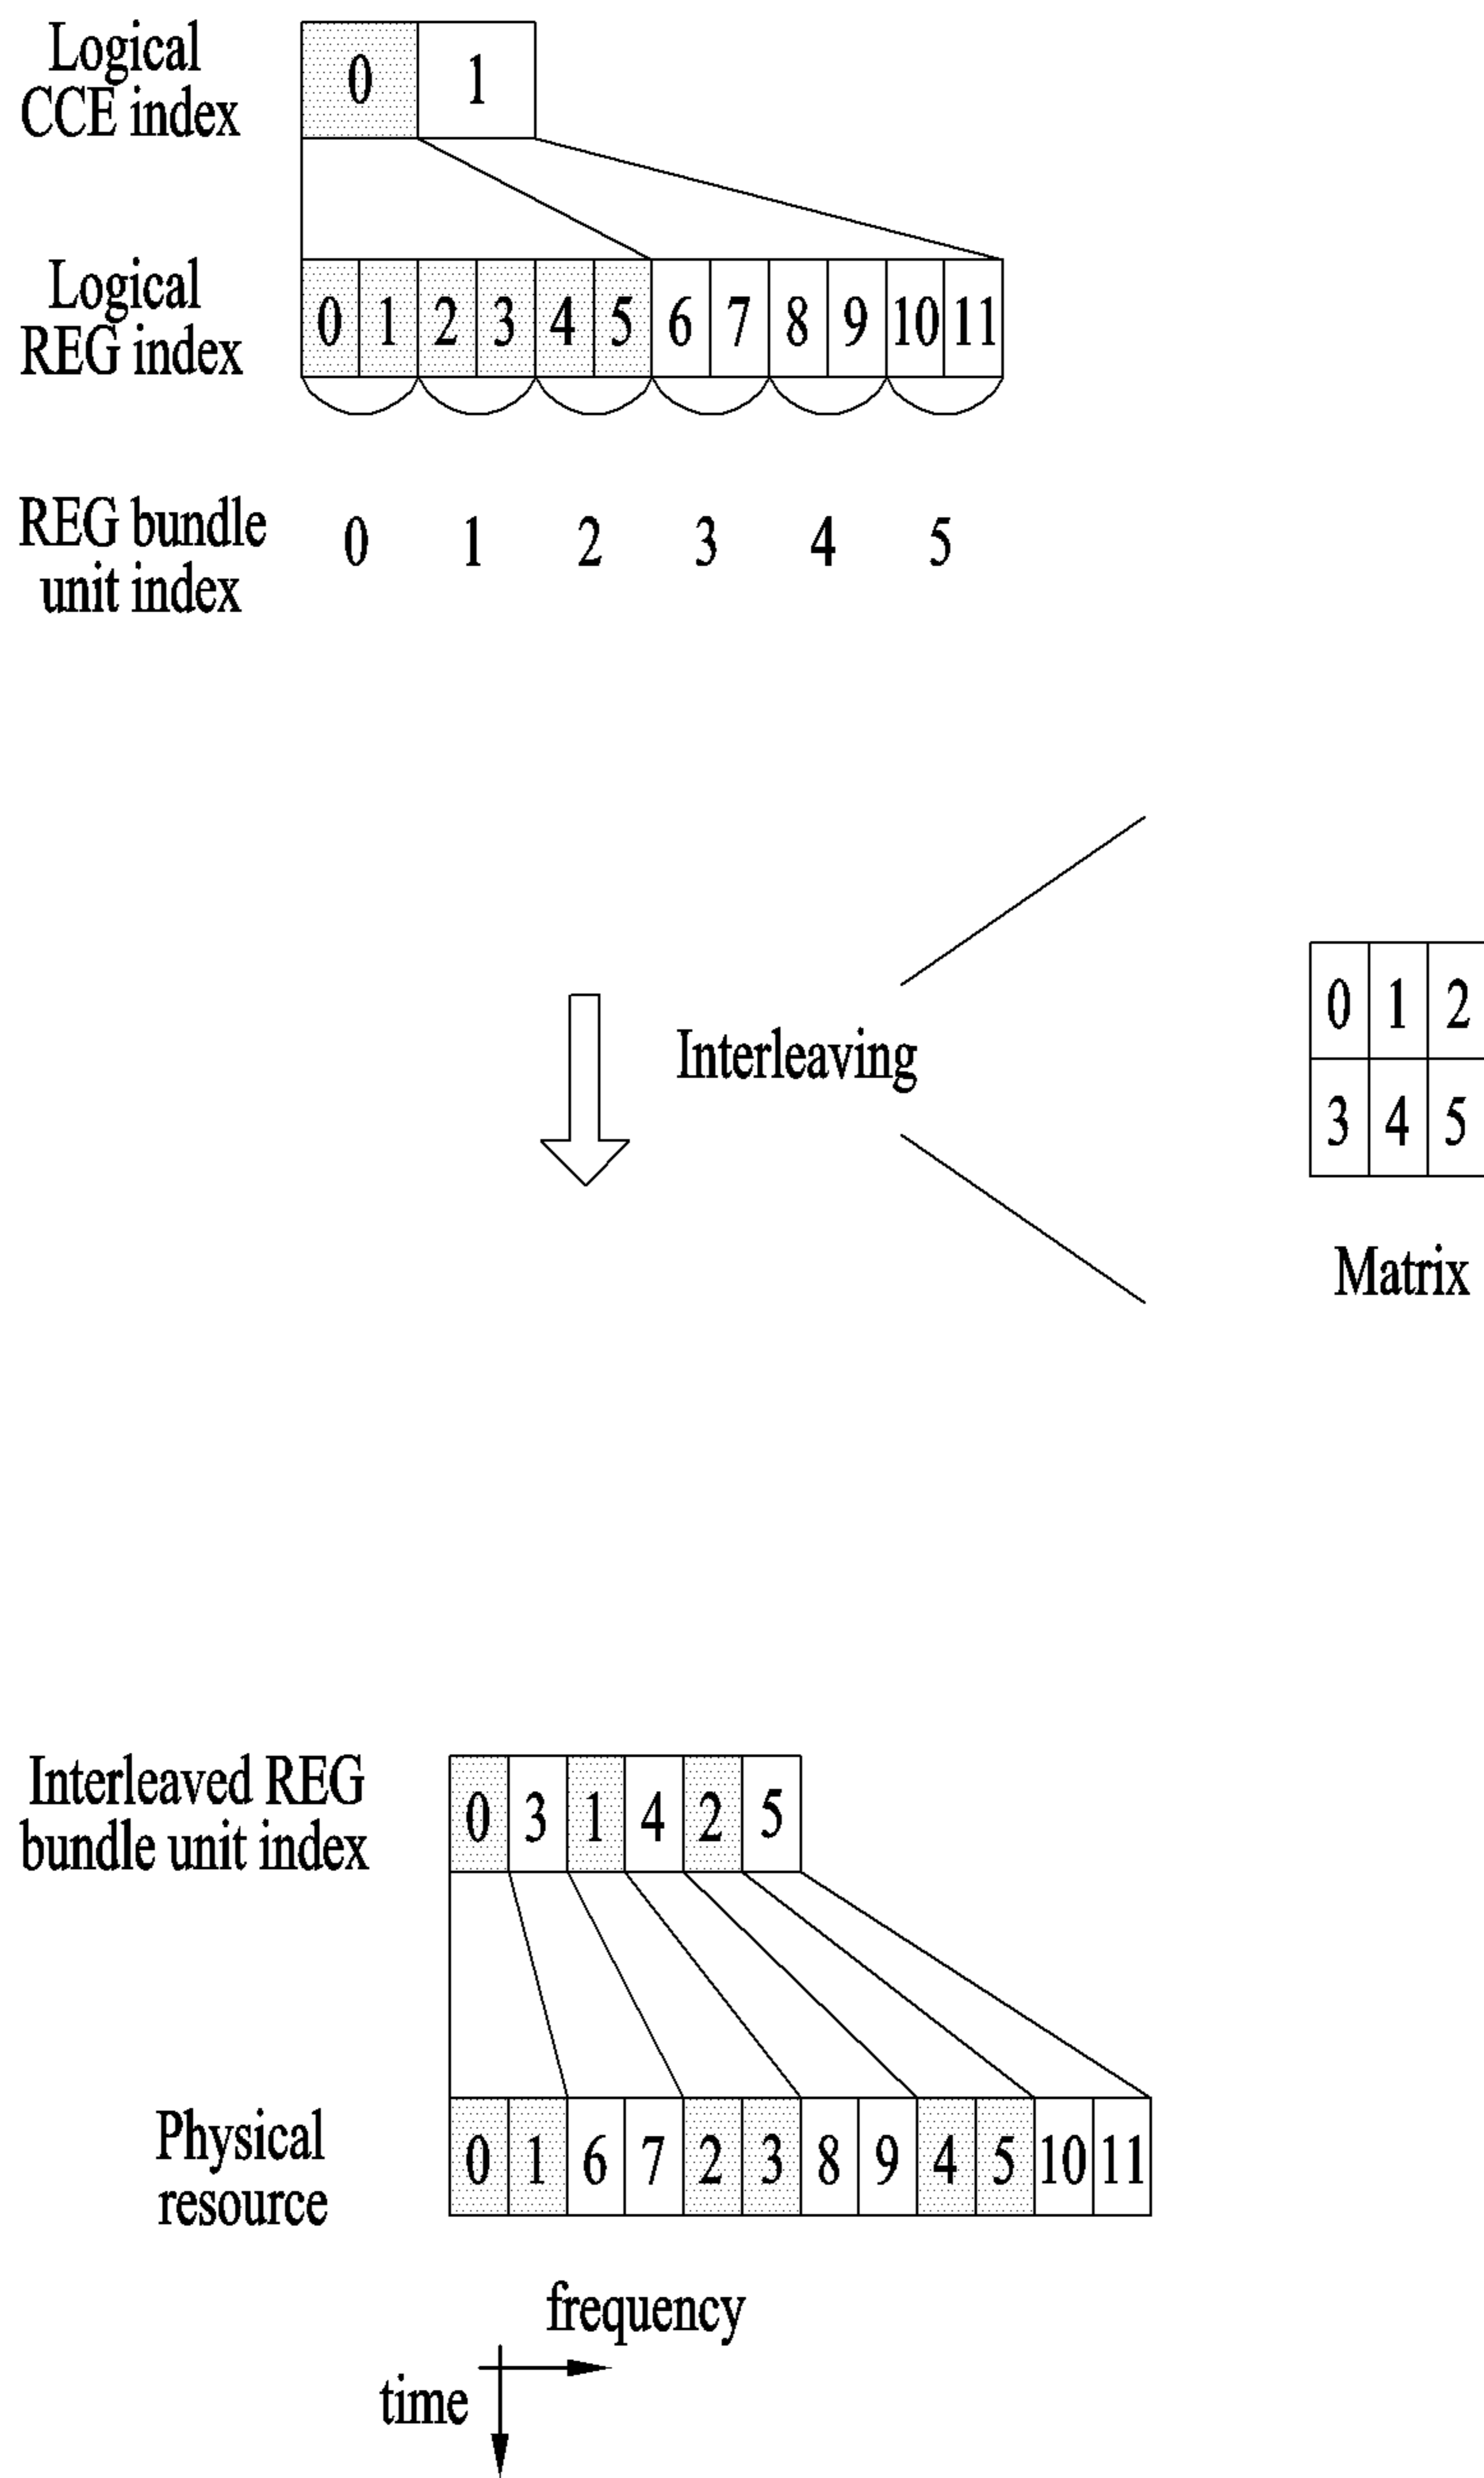 Logical
CCE index
0 1
Logical
REG index
0 1 2 3 4 5 6 7 8 9 10 11
REG bundle
unit index
0 1 2 3 4 5
Interleaving
0 1 2
3 4 5
Matrix
Interleaved REG
bundle unit index
0 3 1 4 2 5
Physical
resource
0 1 6 7 2 3 8 9 4 5 10 11
frequency
time